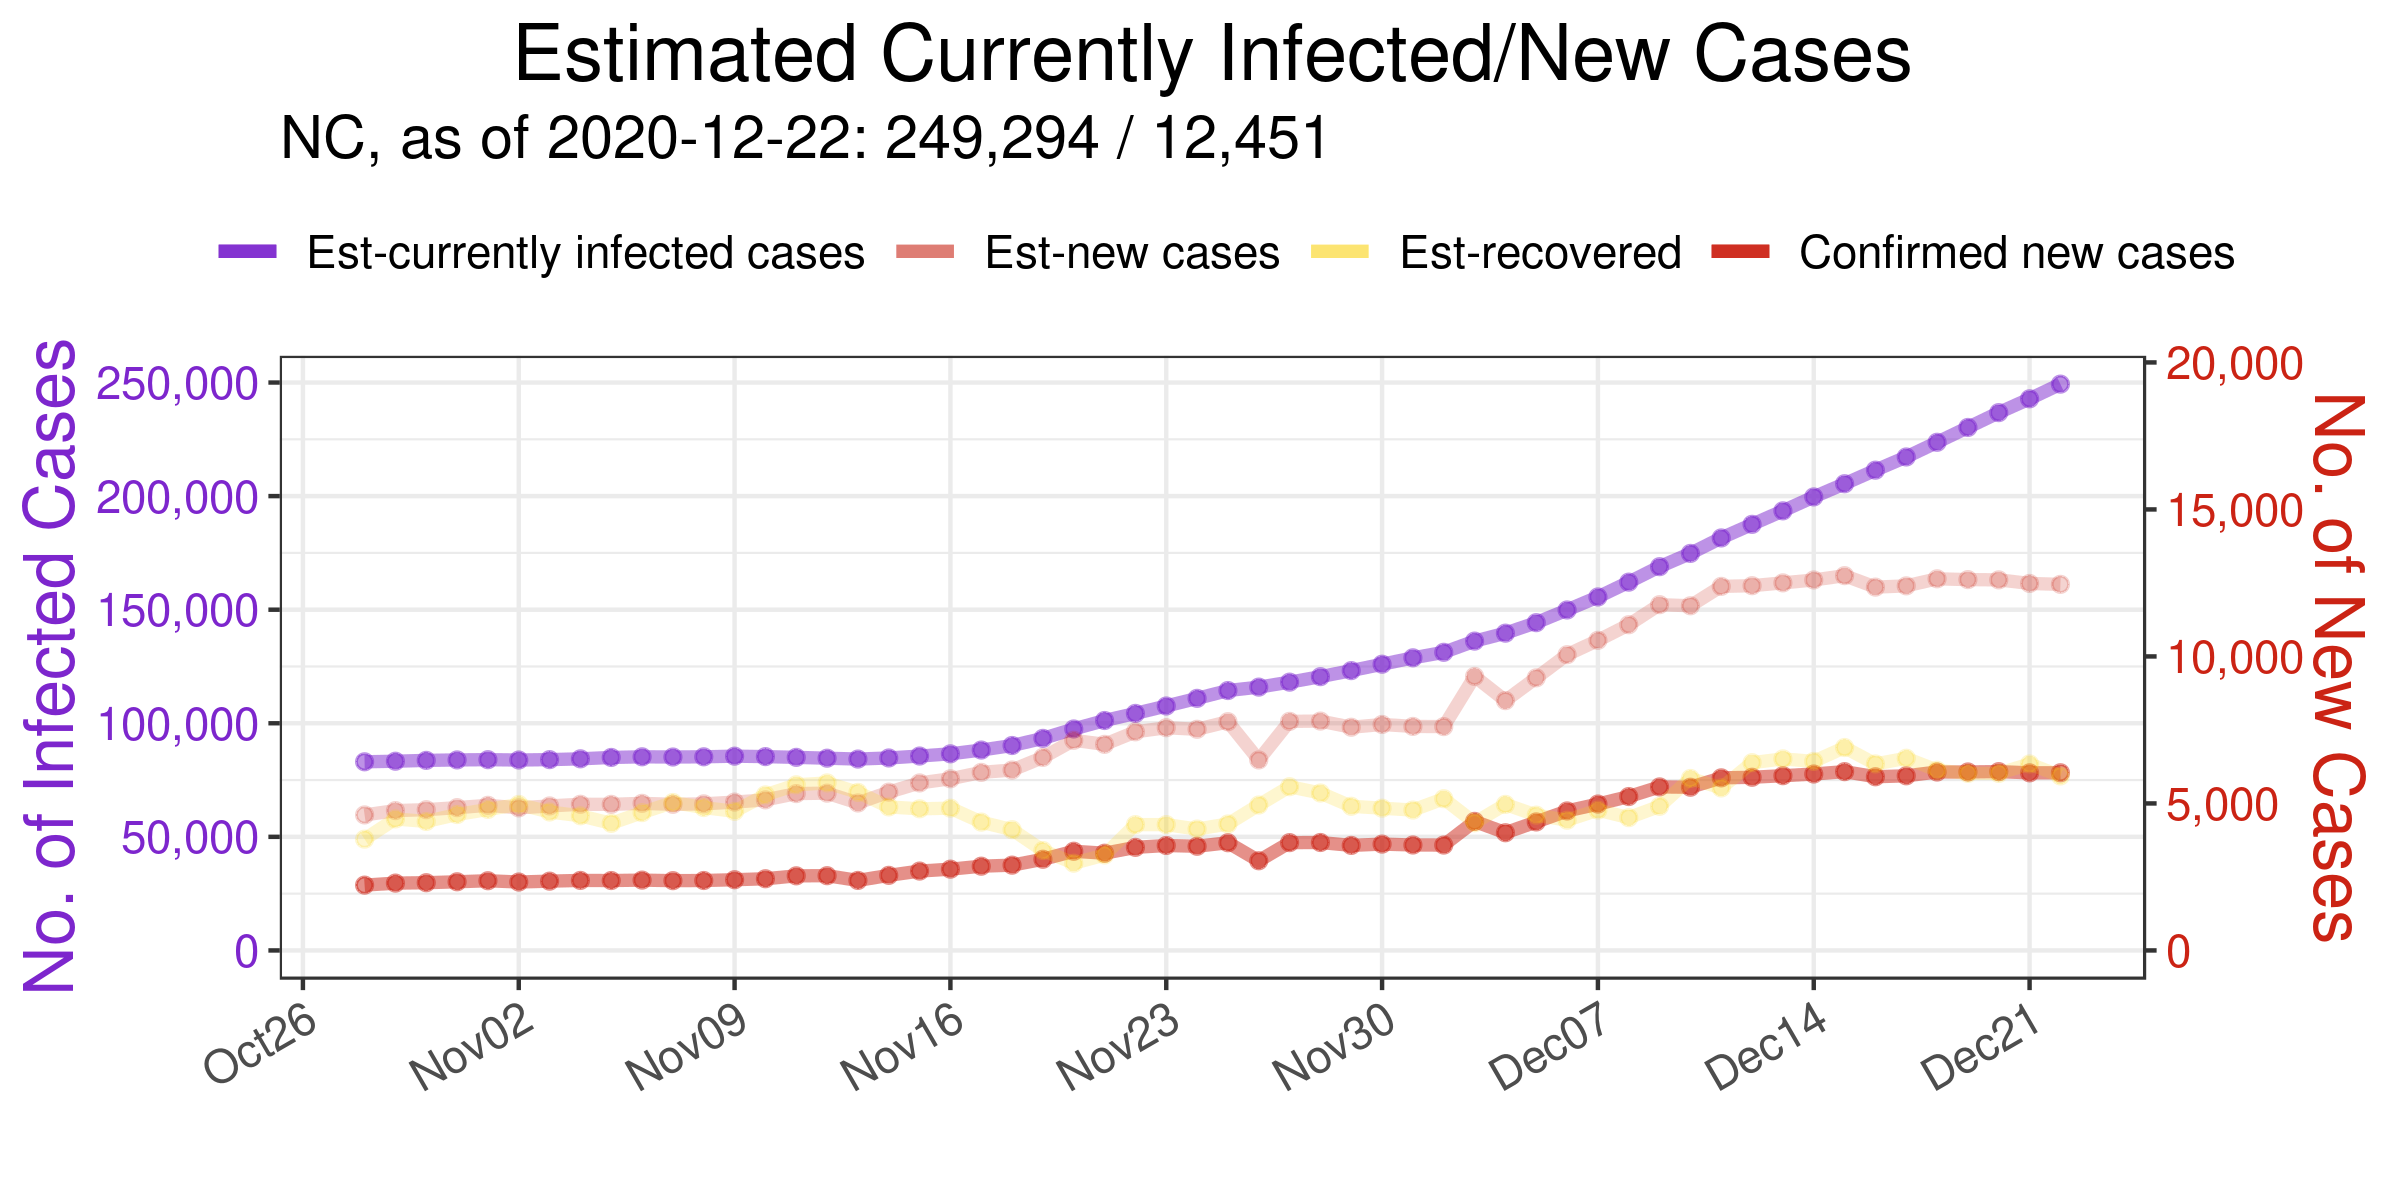 Estimated Currently Infected/New Cases
NC, as of 2020-12-22: 249,294 / 12,451
Est-currently infected cases Est-new cases Est-recovered Confirmed new cases
No. of Infected Cases
250,000
200,000
150,000
100,000
50,000
0
20,000
15,000
10,000
5,000
0
No. of New Cases
Oct26 Nov02 Nov09 Nov16 Nov23 Nov30 Dec07 Dec14 Dec21